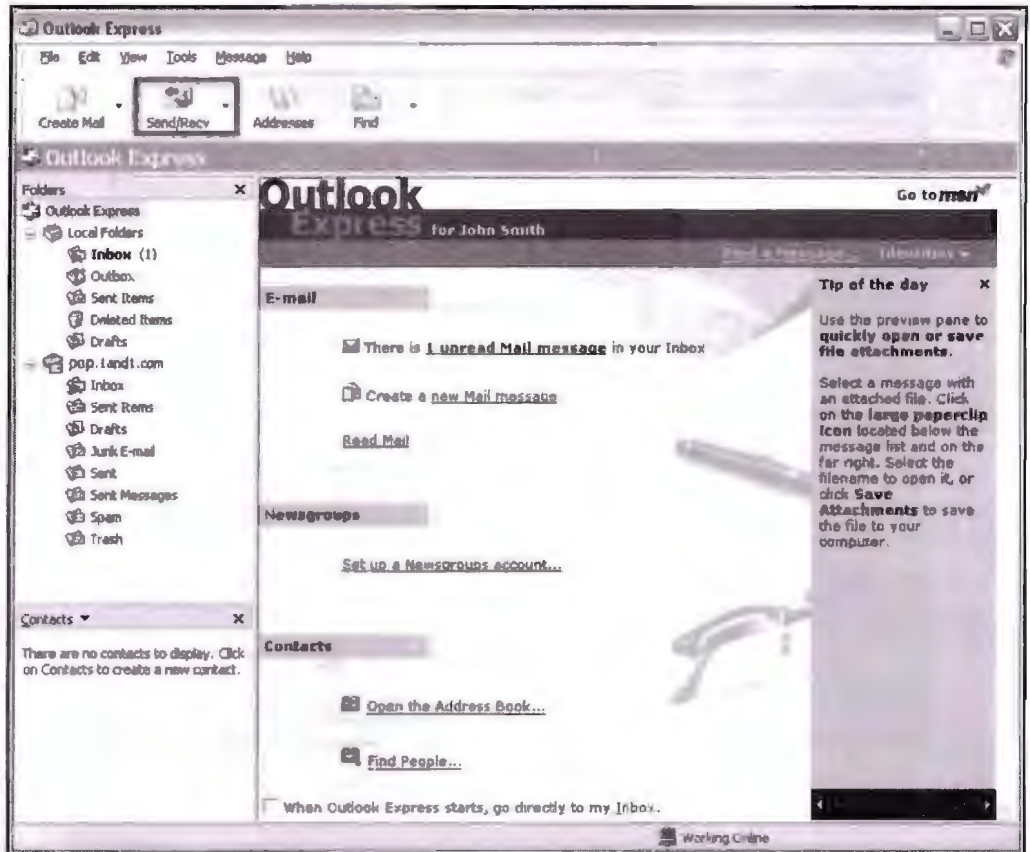 Outlook Express
File Edit View Tools Message Help
Create Mail Send/Recv Addresses Find
Outlook Express
Folders
Outlook Express
Local Folders
Inbox (1)
Outbox
Sent Items
Deleted Items
Drafts
pop.1and1.com
Inbox
Sent Items
Drafts
Junk E-mail
Sent
Sent Messages
Spam
Trash
Contacts
There are no contacts to display. Click
on Contacts to create a new contact.
Outlook
Express for John Smith
Go to msn
Find a Message... Identities
E-mail
There is 1 unread Mail message in your Inbox
Create a new Mail message
Read Mail
Newsgroups
Set up a Newsgroups account...
Contacts
Open the Address Book...
Find People...
When Outlook Express starts, go directly to my Inbox.
Tip of the day
Use the preview pane to
quickly open or save
file attachments.
Select a message with
an attached file. Click
on the large paperclip
icon located below the
message list and on the
far right. Select the
filename to open it, or
click Save
Attachments to save
the file to your
computer.
Working Online